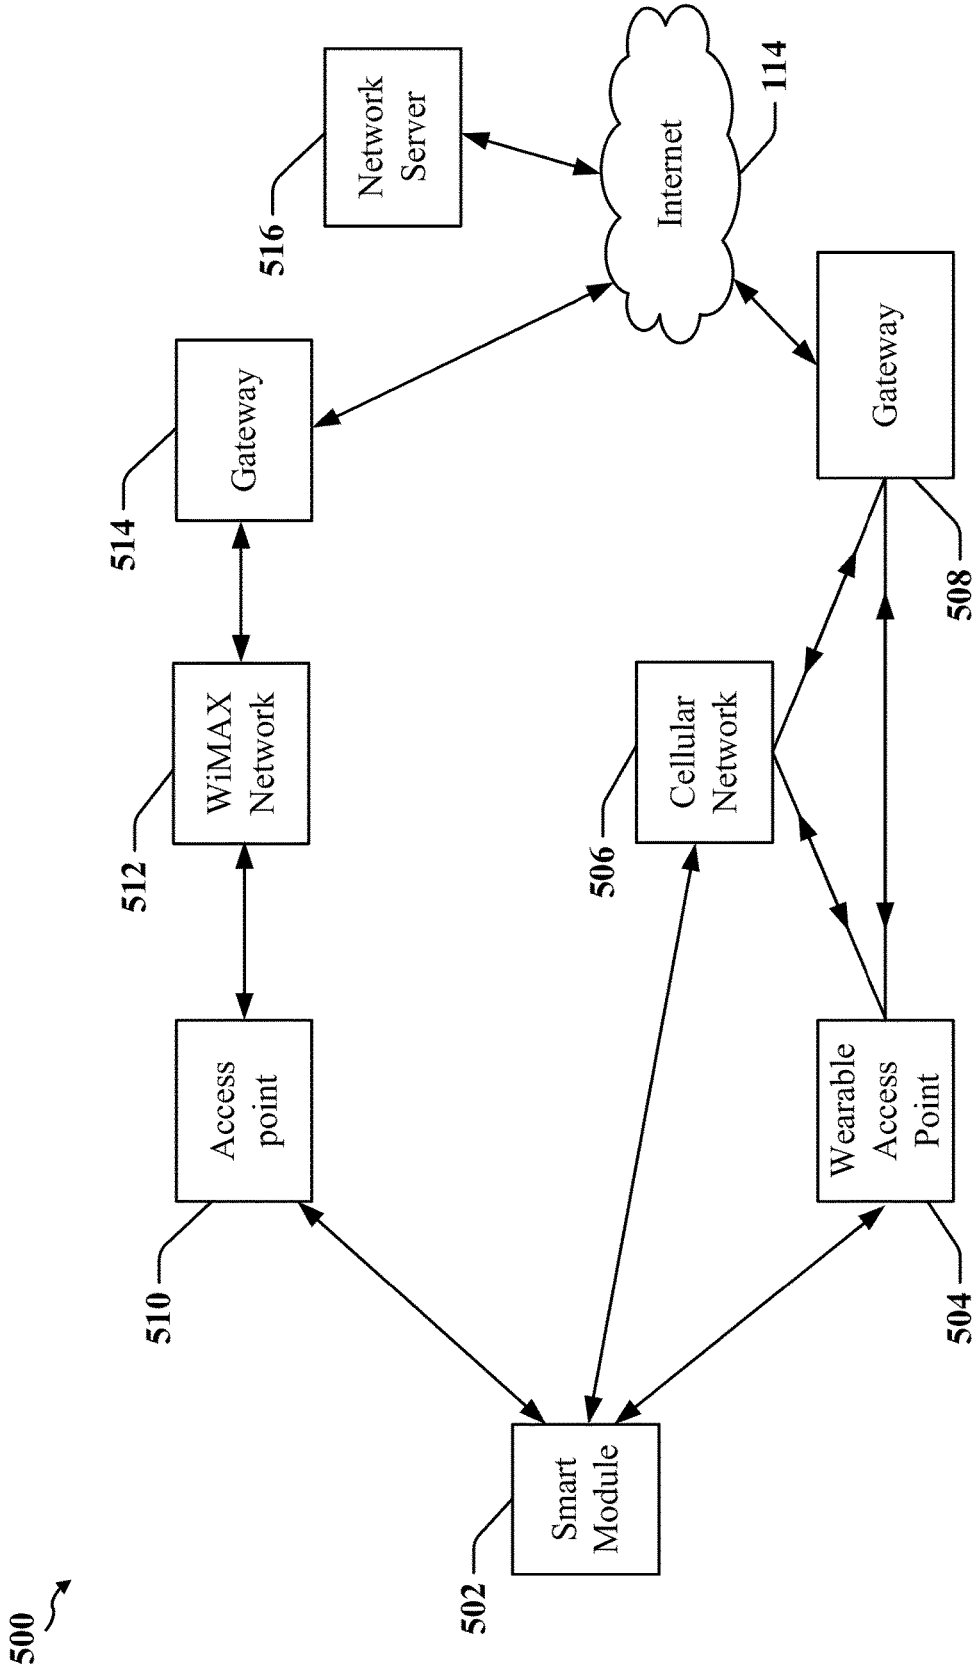 500
502
Smart
Module
510
Access
point
512
WiMAX
Network
514
Gateway
516
Network
Server
506
Cellular
Network
Internet
114
504
Wearable
Access
Point
508
Gateway